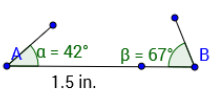 A α = 42° β = 67° B
1.5 in.